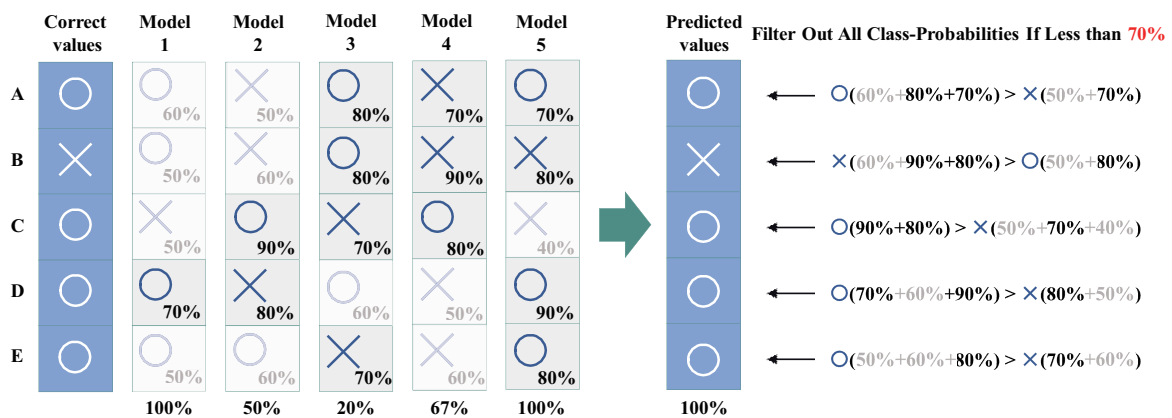 Correct values Model 1 Model 2 Model 3 Model 4 Model 5 Predicted values Filter Out All Class-Probabilities If Less than 70%
A 60% 50% 80% 70% 70% (60%+80%+70%) > (50%+70%)
B 50% 60% 80% 90% 80% (60%+90%+80%) > (50%+80%)
C 50% 90% 70% 80% 40% (90%+80%) > (50%+70%+40%)
D 70% 80% 60% 50% 90% (70%+60%+90%) > (80%+50%)
E 50% 60% 70% 60% 80% (50%+60%+80%) > (70%+60%)
100% 50% 20% 67% 100% 100%